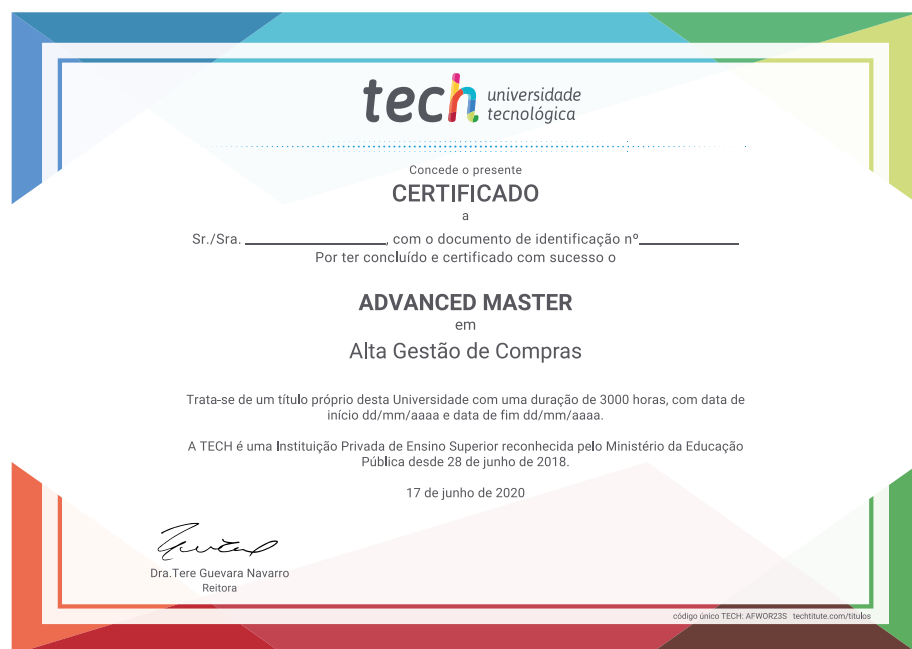 tech universidade
tecnológica
Concede o presente
CERTIFICADO
a
Sr./Sra. ____________________, com o documento de identificação nº______________
Por ter concluído e certificado com sucesso o
ADVANCED MASTER
em
Alta Gestão de Compras
Trata-se de um título próprio desta Universidade com uma duração de 3000 horas, com data de
início dd/mm/aaaa e data de fim dd/mm/aaaa.
A TECH é uma Instituição Privada de Ensino Superior reconhecida pelo Ministério da Educação
Pública desde 28 de junho de 2018.
17 de junho de 2020
Dra.Tere Guevara Navarro
Reitora
código único TECH: AFWOR23S techtitute.com/titulos